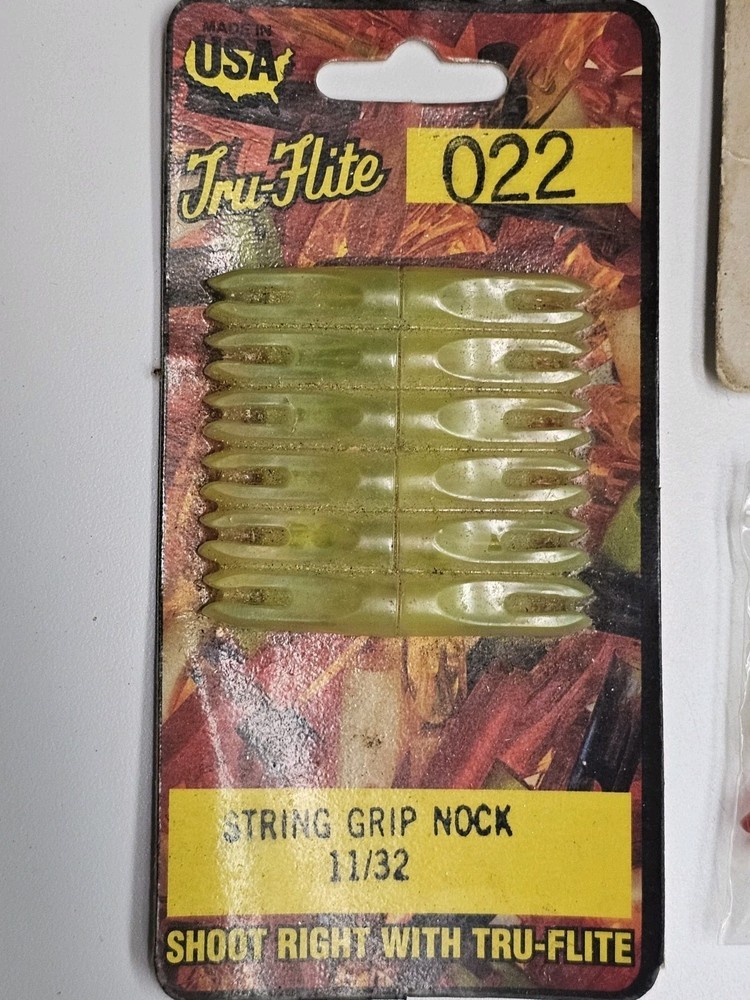 MADE IN
USA
Tru-Flite
022
STRING GRIP NOCK
11/32
SHOOT RIGHT WITH TRU-FLITE